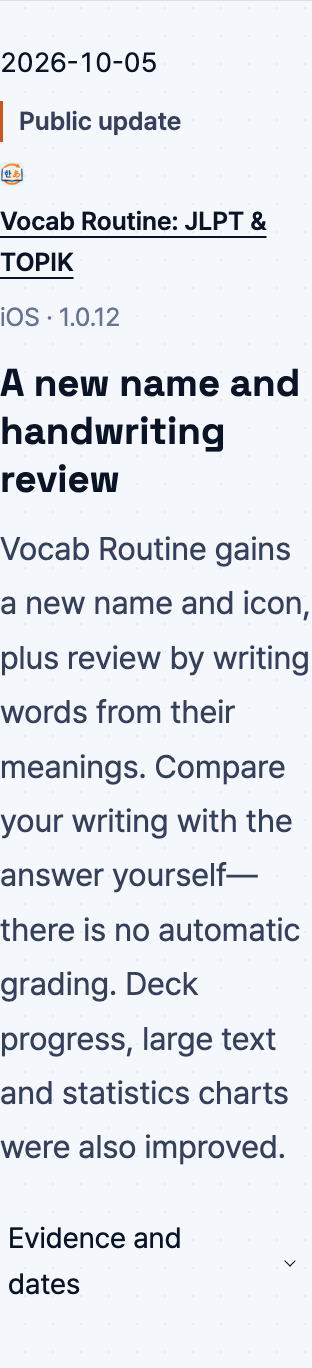 2026-10-05
Public update
한 あ
Vocab Routine: JLPT &
TOPIK
iOS · 1.0.12
A new name and
handwriting
review
Vocab Routine gains
a new name and icon,
plus review by writing
words from their
meanings. Compare
your writing with the
answer yourself—
there is no automatic
grading. Deck
progress, large text
and statistics charts
were also improved.
Evidence and
dates